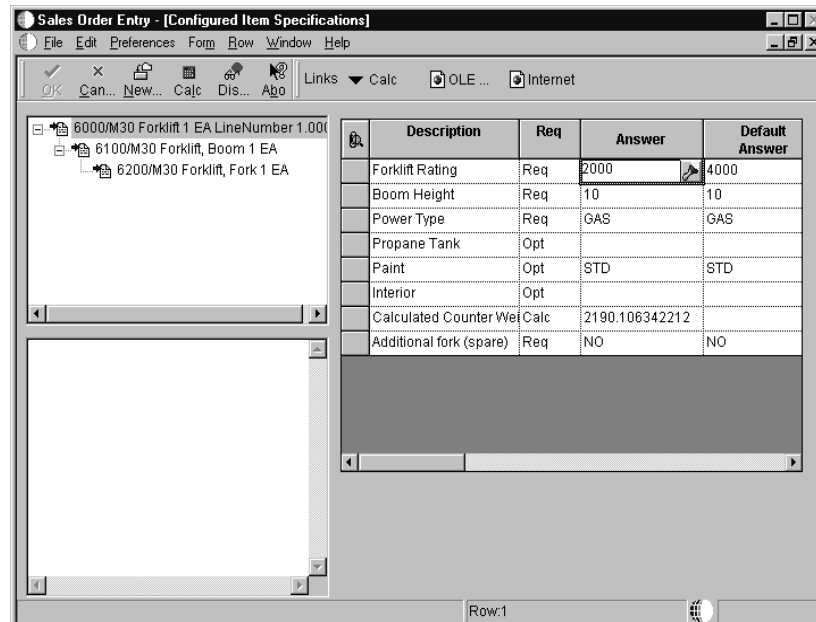 Sales Order Entry - [Configured Item Specifications]
File Edit Preferences Form Row Window Help
OK Can... New... Calc Dis... Abo Links Calc OLE ... Internet
6000/M30 Forklift 1 EA LineNumber 1.00(
6100/M30 Forklift, Boom 1 EA
6200/M30 Forklift, Fork 1 EA
Description Req Answer Default Answer
Forklift Rating Req 2000 4000
Boom Height Req 10 10
Power Type Req GAS GAS
Propane Tank Opt
Paint Opt STD STD
Interior Opt
Calculated Counter Wei Calc 2190.106342212
Additional fork (spare) Req NO NO
Row:1